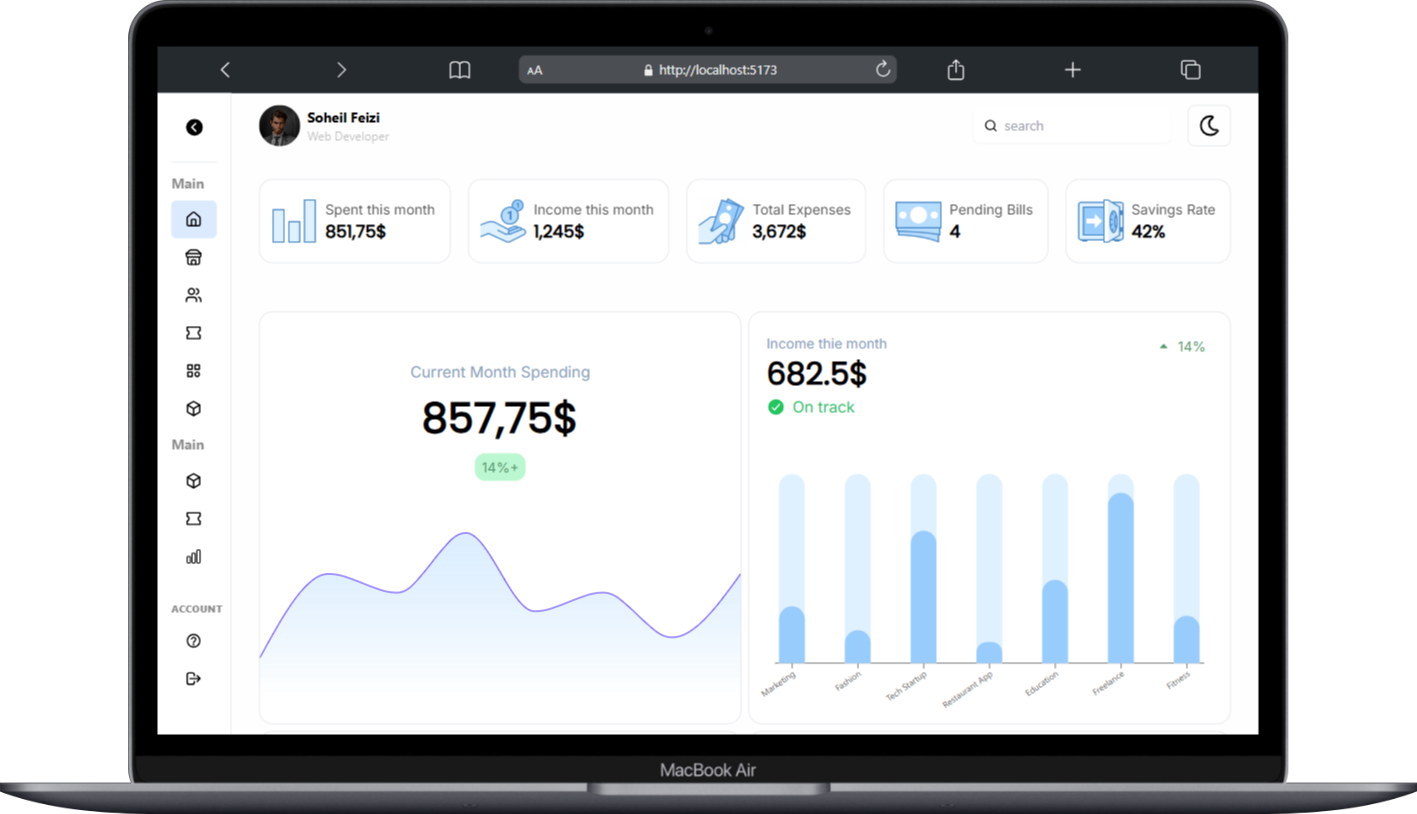 AA
http://localhost:5173
Soheil Feizi
Web Developer
search
Main
Spent this month
851,75$
Income this month
1,245$
Total Expenses
3,672$
Pending Bills
4
Savings Rate
42%
1
Current Month Spending
857,75$
14%+
Income thie month
682.5$
On track
14%
Marketing
Fashion
Tech Startup
Restaurant App
Education
Freelance
Fitness
Main
ACCOUNT
MacBook Air